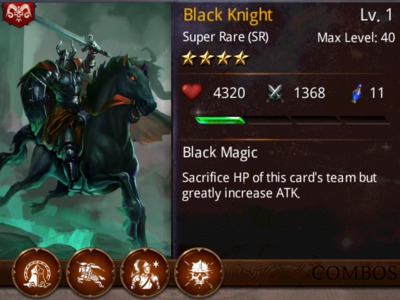 Black Knight Lv. 1
Super Rare (SR) Max Level: 40
4320 1368 11
Black Magic
Sacrifice HP of this card's team but
greatly increase ATK.
COMBOS